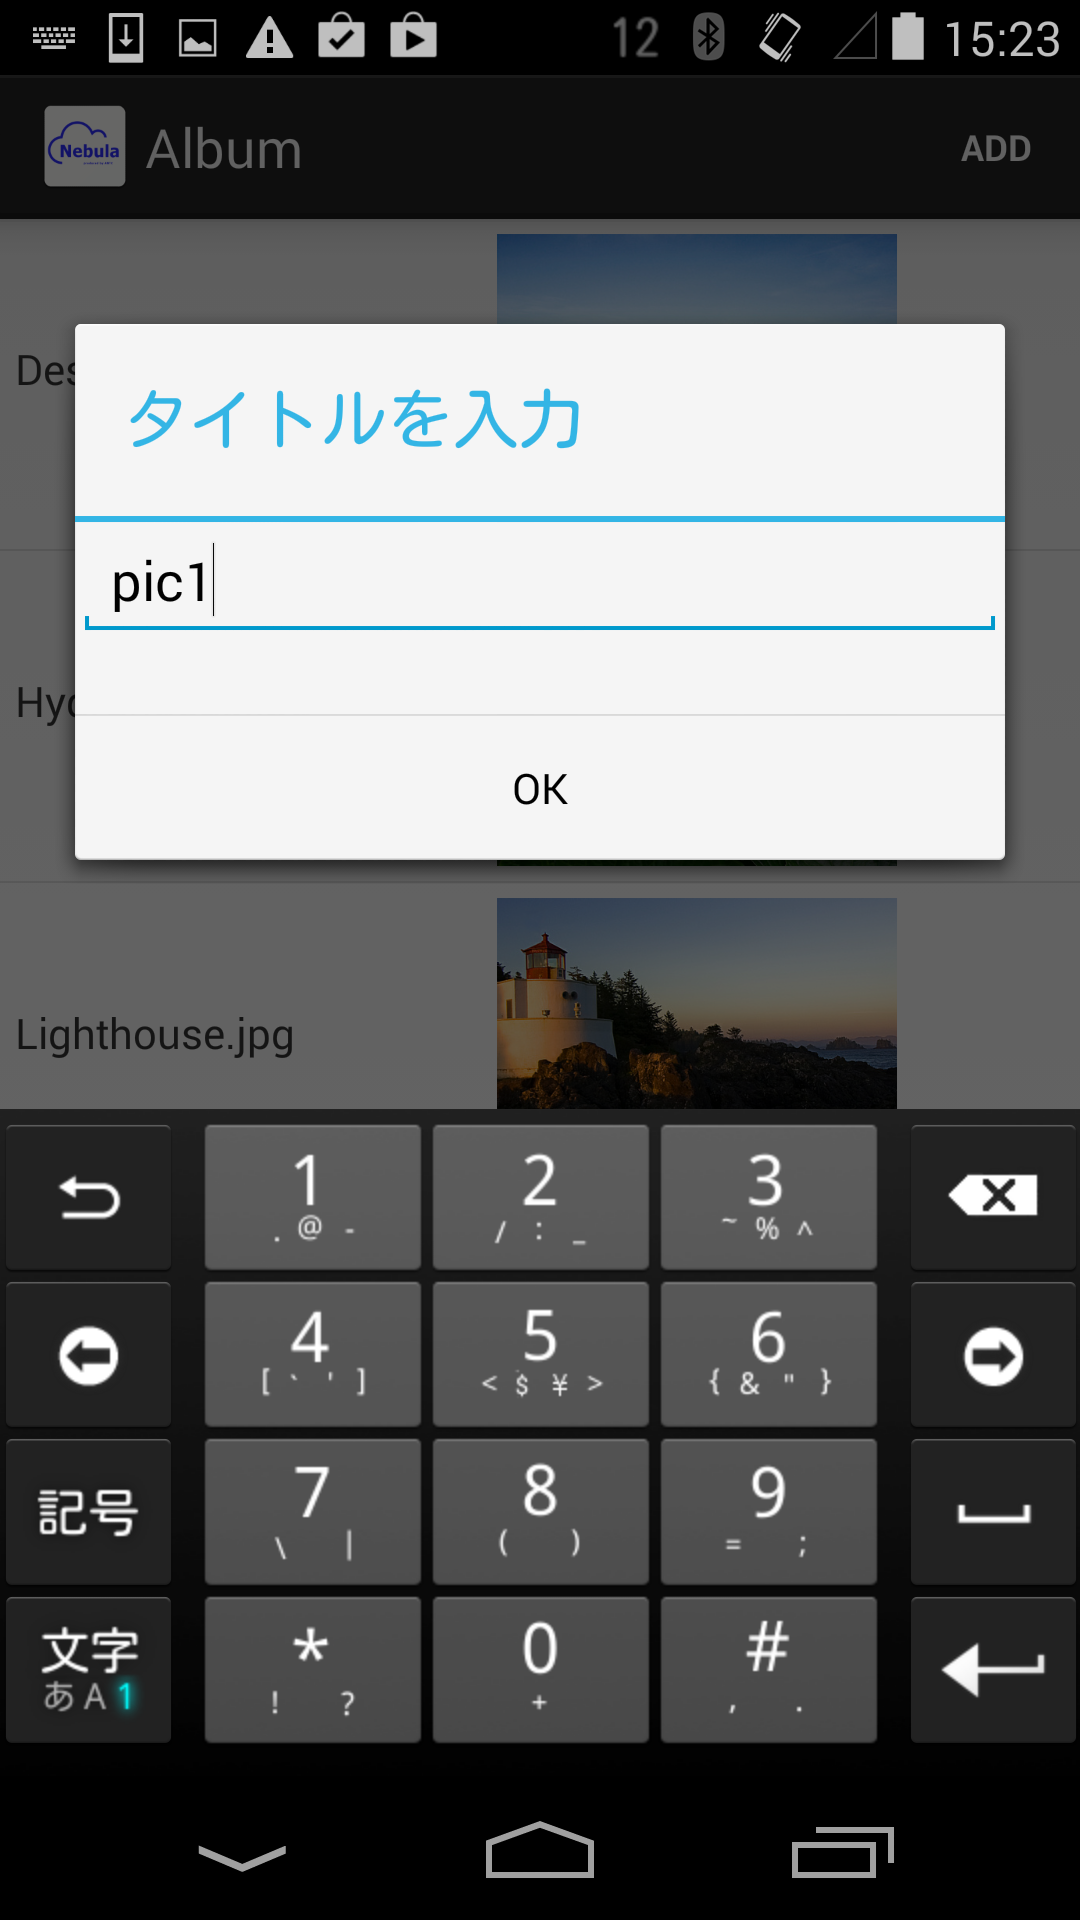 12 15:23
Nebula
Album
ADD
Des
タイトルを入力
pic1
Hyd
OK
Lighthouse.jpg
1 2 3
. @ - / : _ ~ % ^
4 5 6
[ ` ' ] < $ ¥ > { & " }
記号 7 8 9
\ | ( ) = ;
文字 * 0 #
あ A 1 ! ? + , .